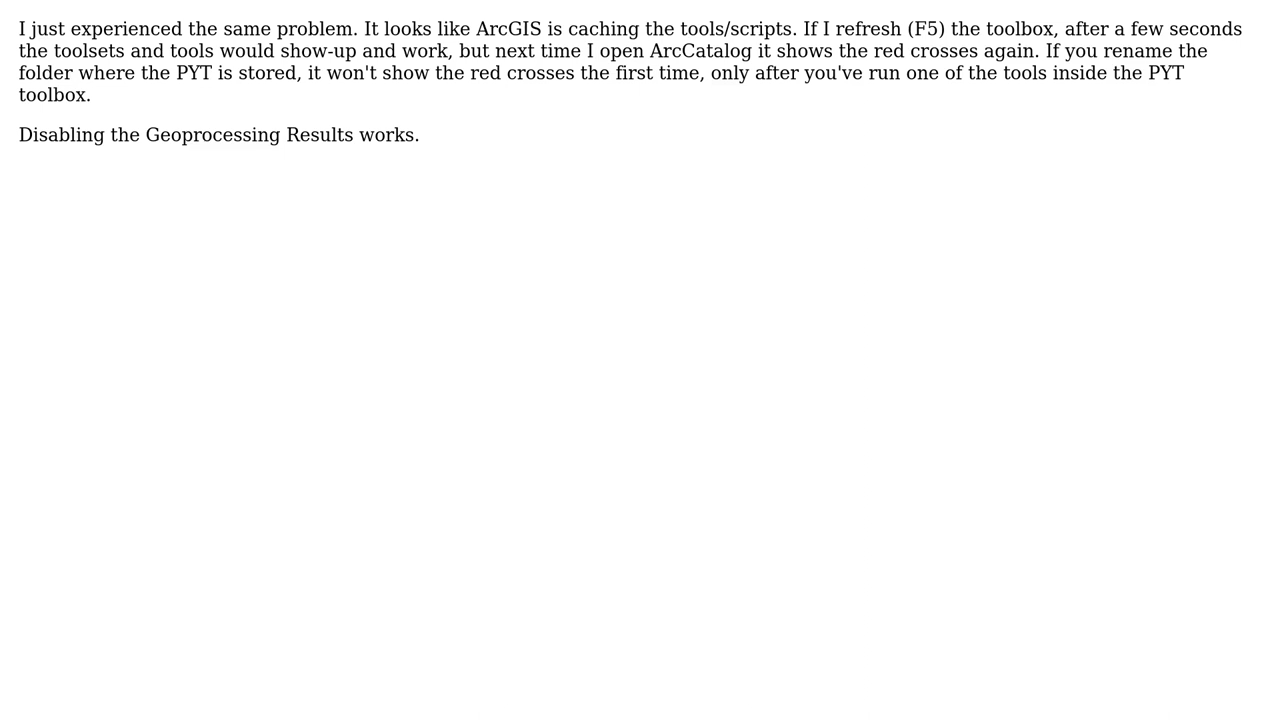 I just experienced the same problem. It looks like ArcGIS is caching the tools/scripts. If I refresh (F5) the toolbox, after a few seconds
the toolsets and tools would show-up and work, but next time I open ArcCatalog it shows the red crosses again. If you rename the
folder where the PYT is stored, it won't show the red crosses the first time, only after you've run one of the tools inside the PYT
toolbox.
Disabling the Geoprocessing Results works.